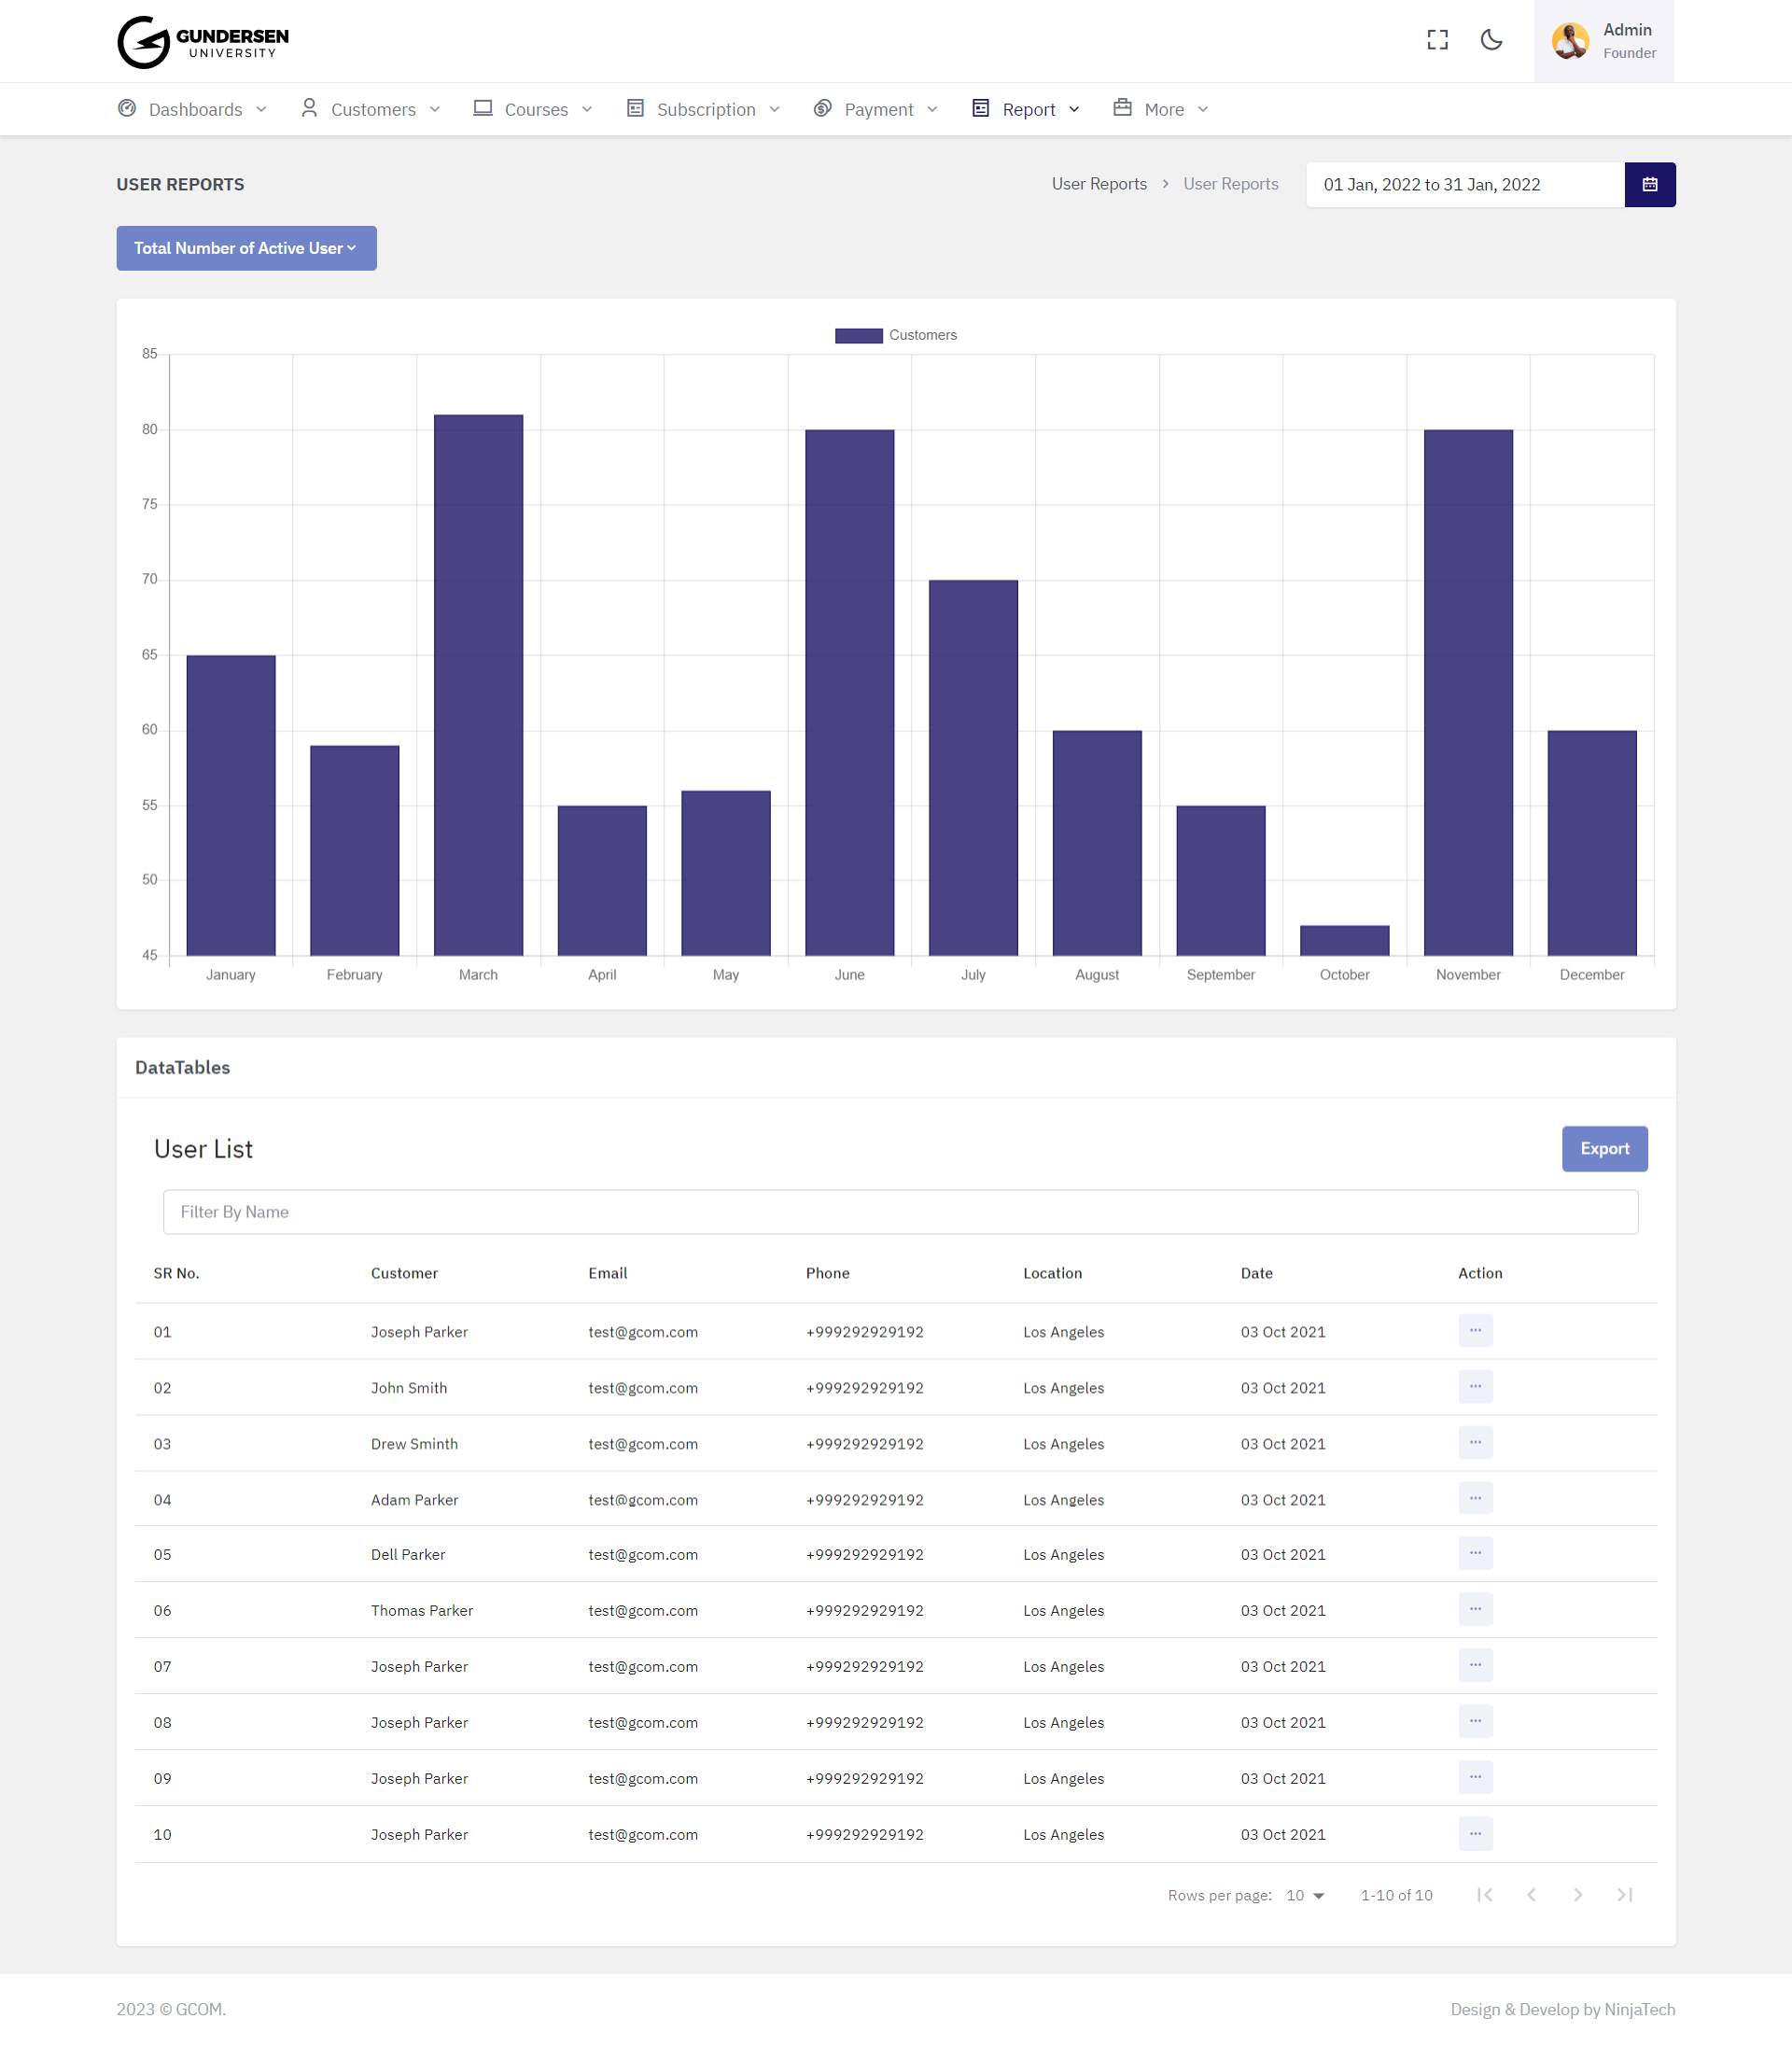 GUNDERSEN
UNIVERSITY
Admin
Founder
Dashboards Customers Courses Subscription Payment Report More
USER REPORTS
User Reports > User Reports
01 Jan, 2022 to 31 Jan, 2022
Total Number of Active User
Customers
85
80
75
70
65
60
55
50
45
January February March April May June July August September October November December
DataTables
User List
Export
Filter By Name
SR No. Customer Email Phone Location Date Action
01 Joseph Parker test@gcom.com +999292929192 Los Angeles 03 Oct 2021 ...
02 John Smith test@gcom.com +999292929192 Los Angeles 03 Oct 2021 ...
03 Drew Sminth test@gcom.com +999292929192 Los Angeles 03 Oct 2021 ...
04 Adam Parker test@gcom.com +999292929192 Los Angeles 03 Oct 2021 ...
05 Dell Parker test@gcom.com +999292929192 Los Angeles 03 Oct 2021 ...
06 Thomas Parker test@gcom.com +999292929192 Los Angeles 03 Oct 2021 ...
07 Joseph Parker test@gcom.com +999292929192 Los Angeles 03 Oct 2021 ...
08 Joseph Parker test@gcom.com +999292929192 Los Angeles 03 Oct 2021 ...
09 Joseph Parker test@gcom.com +999292929192 Los Angeles 03 Oct 2021 ...
10 Joseph Parker test@gcom.com +999292929192 Los Angeles 03 Oct 2021 ...
Rows per page: 10 1-10 of 10
2023 © GCOM.
Design & Develop by NinjaTech